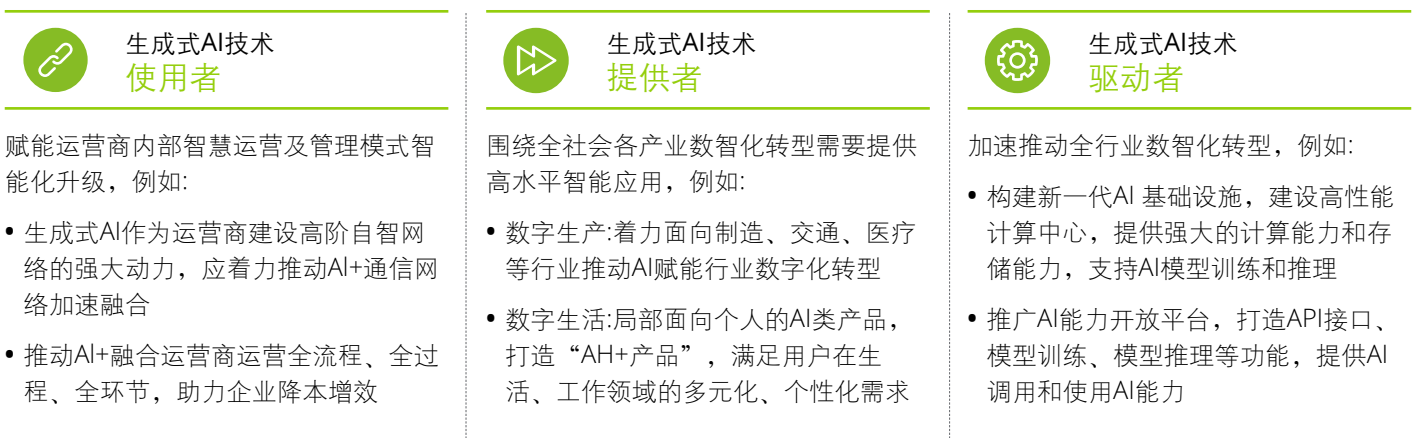 生成式AI技术
使用者
赋能运营商内部智慧运营及管理模式智
能化升级，例如:
• 生成式AI作为运营商建设高阶自智网
络的强大动力，应着力推动AI+通信网
络加速融合
• 推动AI+融合运营商运营全流程、全过
程、全环节，助力企业降本增效
生成式AI技术
提供者
围绕全社会各产业数智化转型需要提供
高水平智能应用，例如:
• 数字生产:着力面向制造、交通、医疗
等行业推动AI赋能行业数字化转型
• 数字生活:局部面向个人的AI类产品，
打造“AH+产品”，满足用户在生
活、工作领域的多元化、个性化需求
生成式AI技术
驱动者
加速推动全行业数智化转型，例如:
• 构建新一代AI 基础设施，建设高性能
计算中心，提供强大的计算能力和存
储能力，支持AI模型训练和推理
• 推广AI能力开放平台，打造API接口、
模型训练、模型推理等功能，提供AI
调用和使用AI能力